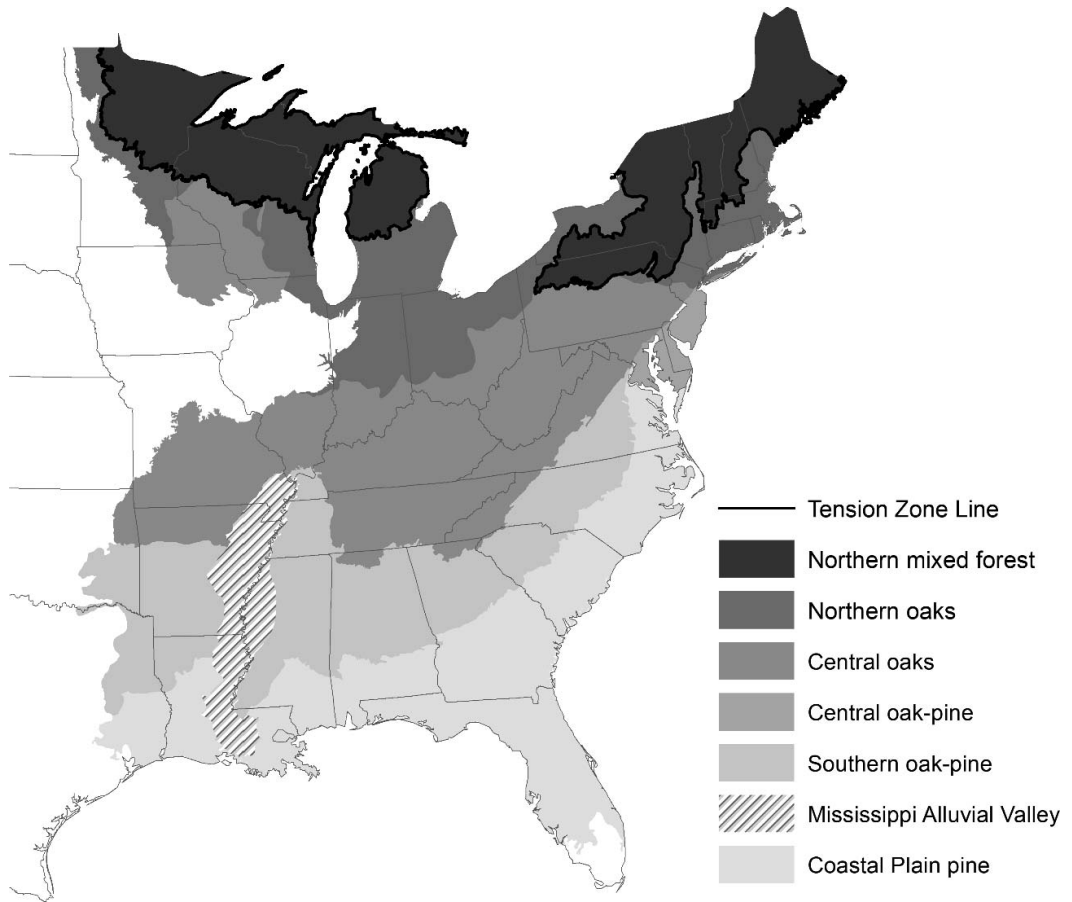 Tension Zone Line
Northern mixed forest
Northern oaks
Central oaks
Central oak-pine
Southern oak-pine
Mississippi Alluvial Valley
Coastal Plain pine